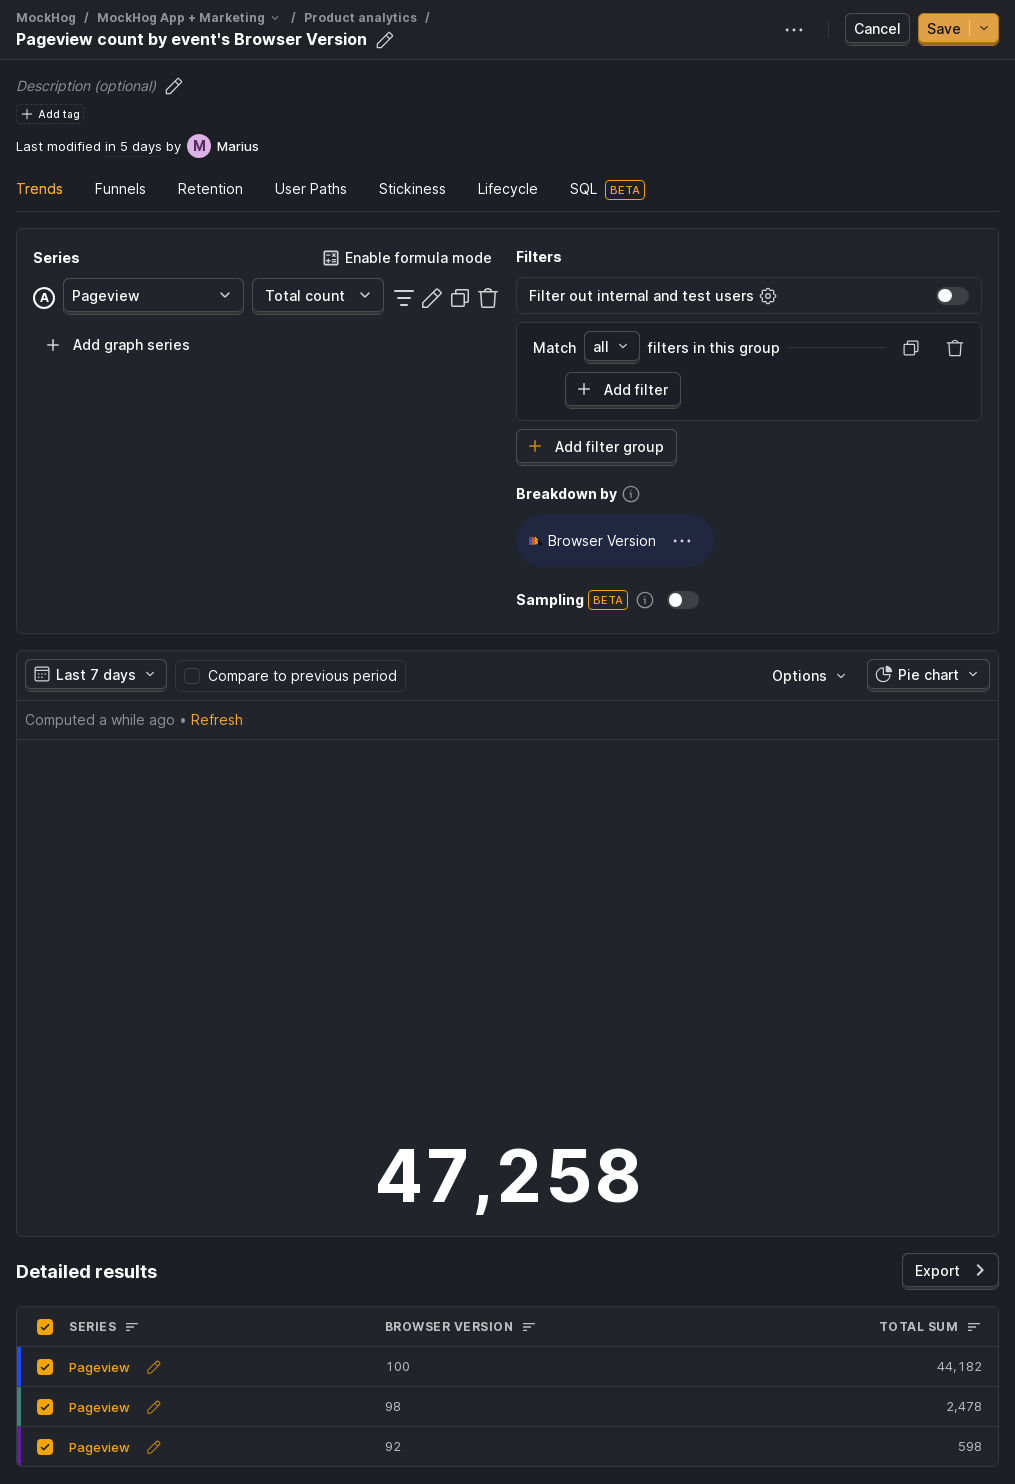 MockHog / MockHog App + Marketing / Product analytics /
Pageview count by event's Browser Version
Cancel
Save
Description (optional)
Add tag
Last modified in 5 days by M Marius
Trends Funnels Retention User Paths Stickiness Lifecycle SQL BETA
Series
Enable formula mode
A Pageview Total count
Add graph series
Filters
Filter out internal and test users
Match all filters in this group
Add filter
Add filter group
Breakdown by
Browser Version
Sampling BETA
Last 7 days Compare to previous period Options Pie chart
Computed a while ago • Refresh
47,258
Detailed results
Export
SERIES BROWSER VERSION TOTAL SUM
Pageview 100 44,182
Pageview 98 2,478
Pageview 92 598